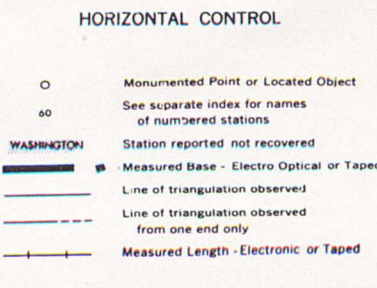 HORIZONTAL CONTROL
Monumented Point or Located Object
60 See separate index for names
of numbered stations
WASHINGTON Station reported not recovered
Measured Base - Electro Optical or Taped
Line of triangulation observed
Line of triangulation observed
from one end only
Measured Length - Electronic or Taped